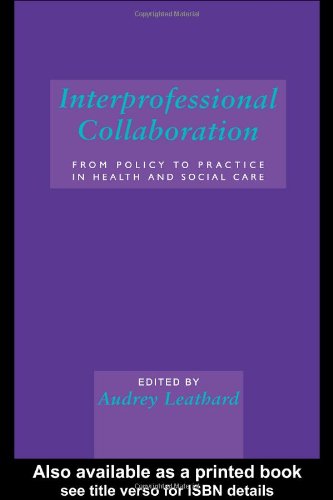 Interprofessional
Collaboration
FROM POLICY TO PRACTICE
IN HEALTH AND SOCIAL CARE
EDITED BY
Audrey Leathard
Also available as a printed book
see title verso for ISBN details